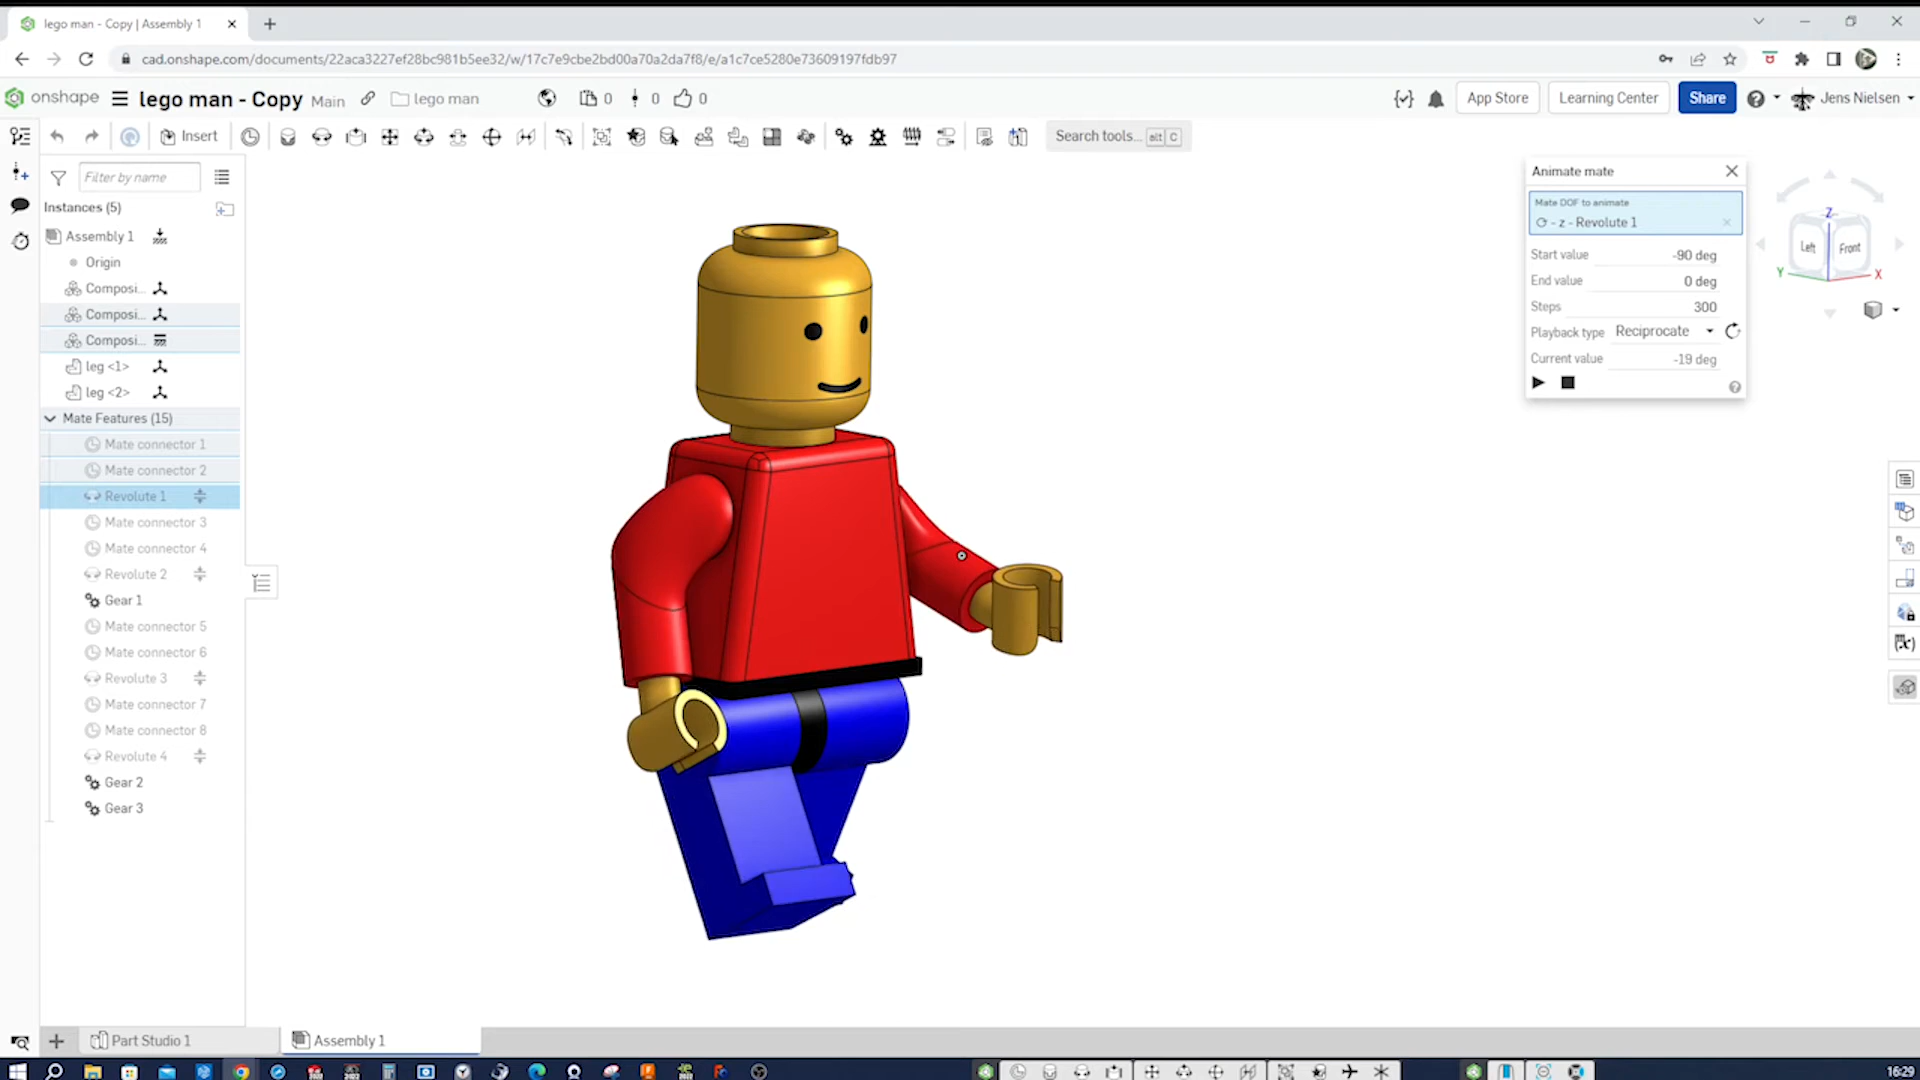 lego man - Copy | Assembly 1
cad.onshape.com/documents/22aca3227ef28bc981b5ee32/w/17c7e9cbe2bd00a70a2da7f8/e/a1c7ce5280e73609197fdb97
onshape lego man - Copy Main lego man 0 0 0 App Store Learning Center Share Jens Nielsen
Insert Search tools... alt C
Filter by name
Instances (5)
Assembly 1
Origin
Composi...
Composi...
Composi...
leg <1>
leg <2>
Mate Features (15)
Mate connector 1
Mate connector 2
Revolute 1
Mate connector 3
Mate connector 4
Revolute 2
Gear 1
Mate connector 5
Mate connector 6
Revolute 3
Mate connector 7
Mate connector 8
Revolute 4
Gear 2
Gear 3
Animate mate
Mate DOF to animate
- z - Revolute 1
Start value -90 deg
End value 0 deg
Steps 300
Playback type Reciprocate
Current value -19 deg
Z
Left Front
Y X
(x)
Part Studio 1 Assembly 1
16:29